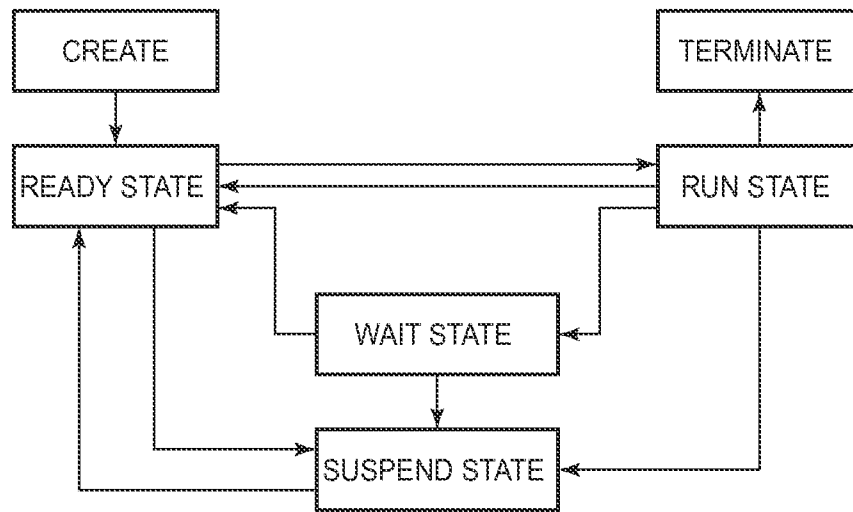 CREATE
TERMINATE
READY STATE
RUN STATE
WAIT STATE
SUSPEND STATE